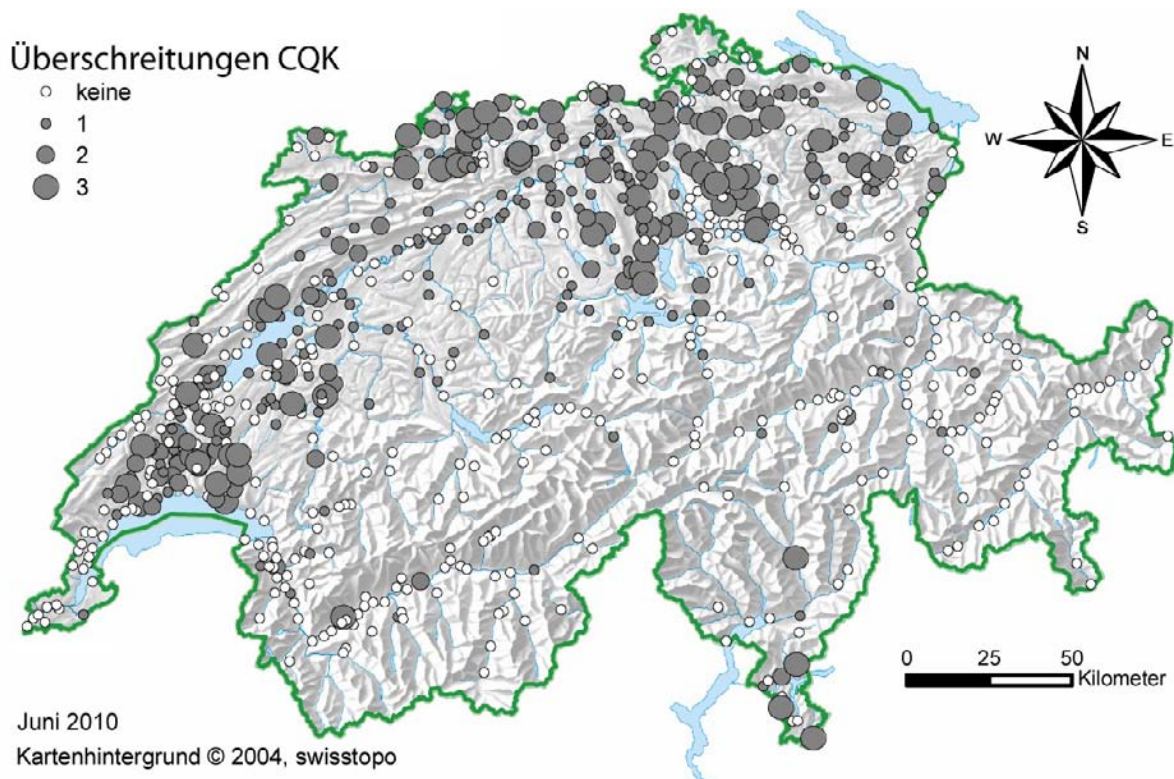 Überschreitungen CQK
keine
1
2
3
N
W
E
S
0 25 50
Kilometer
Juni 2010
Kartenhintergrund © 2004, swisstopo